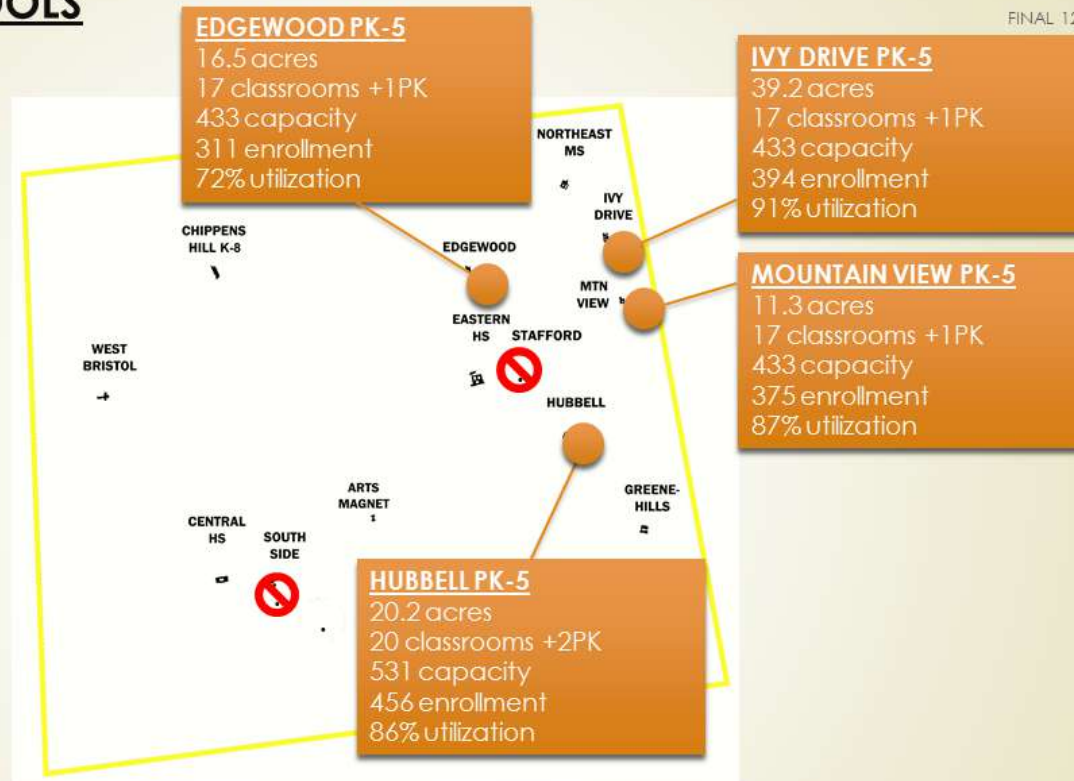 FINAL 12
EDGEWOOD PK-5
16.5 acres
17 classrooms +1PK
433 capacity
311 enrollment
72% utilization
IVY DRIVE PK-5
39.2 acres
17 classrooms +1PK
433 capacity
394 enrollment
91% utilization
NORTHEAST
MS
IVY
DRIVE
CHIPPENS
HILL K-8
EDGEWOOD
MTN
VIEW
MOUNTAIN VIEW PK-5
11.3 acres
17 classrooms +1PK
433 capacity
375 enrollment
87% utilization
EASTERN
HS
STAFFORD
WEST
BRISTOL
HUBBELL
ARTS
MAGNET
GREENE-
HILLS
CENTRAL
HS
SOUTH
SIDE
HUBBELL PK-5
20.2 acres
20 classrooms +2PK
531 capacity
456 enrollment
86% utilization